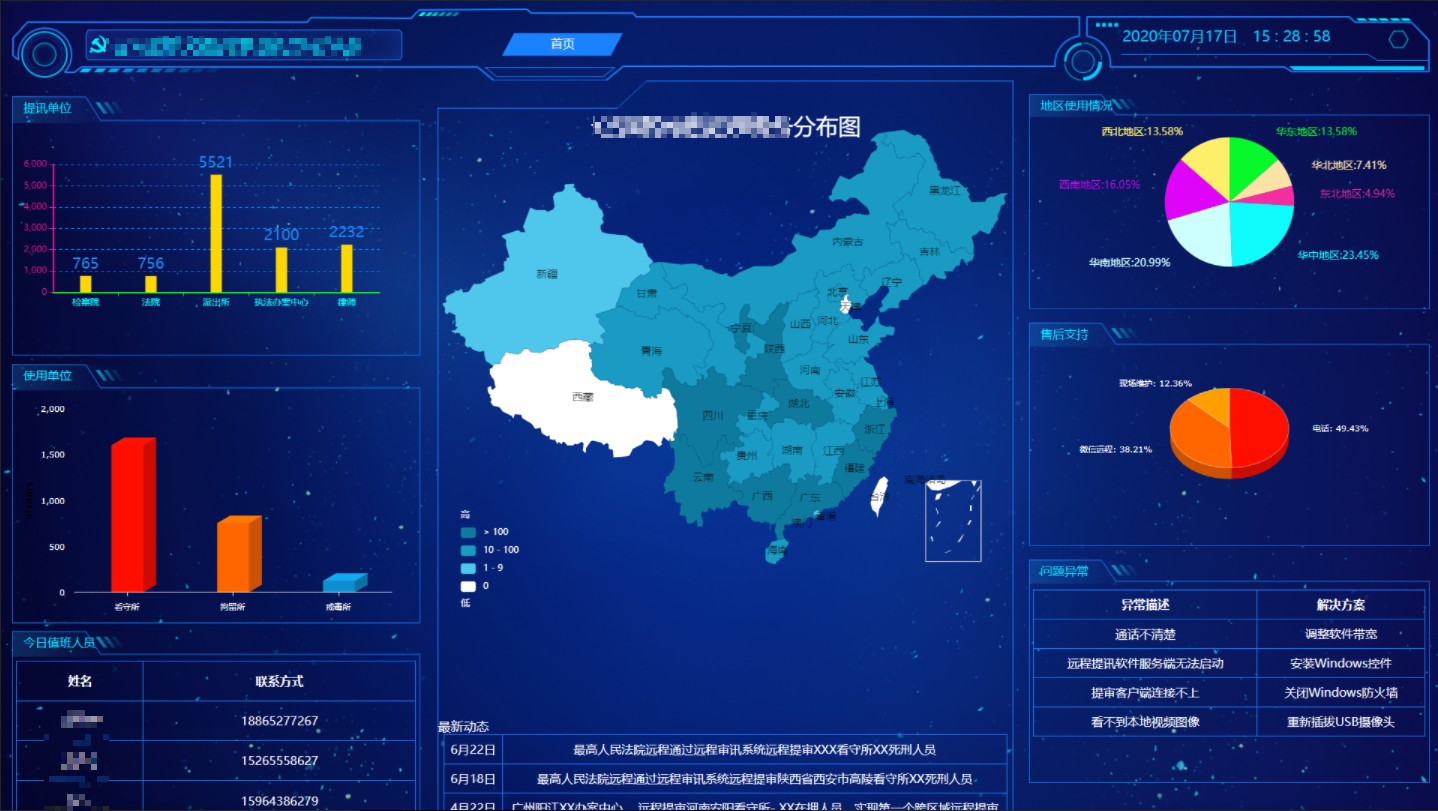 首页
2020年07月17日 15 : 28 : 58
提讯单位
6,000
5,000
4,000
3,000
2,000
1,000
0
765
756
5521
2100
2232
检察院
法院
派出所
执法办案中心
律师
使用单位
2,000
1,500
1,000
500
0
看守所
拘留所
戒毒所
今日值班人员
姓名 联系方式
18865277267
15265558627
15964386279
分布图
黑龙江
内蒙古
吉林
新疆
辽宁
北京
甘肃
天津
河北
山西
宁夏
山东
青海
陕西
河南
江苏
西藏
安徽
上海
湖北
四川
重庆
浙江
湖南
江西
贵州
福建
云南
南海诸岛
广西
广东
台湾
香港
澳门
海南
高
> 100
10 - 100
1 - 9
0
低
最新动态
6月22日 最高人民法院远程通过远程审讯系统远程提审XXX看守所XX死刑人员
6月18日 最高人民法院远程通过远程审讯系统远程提审陕西省西安市高陵看守所XX死刑人员
4月22日 广州阳江XX办案中心， 远程提审河南安阳看守所- XX在押人员，实现第一个跨区域远程提审
地区使用情况
西北地区:13.58%
华东地区:13.58%
华北地区:7.41%
西南地区:16.05%
东北地区:4.94%
华中地区:23.45%
华南地区:20.99%
售后支持
现场维护: 12.36%
电话: 49.43%
微信远程: 38.21%
问题异常
异常描述 解决方案
通话不清楚 调整软件带宽
远程提讯软件服务端无法启动 安装Windows控件
提审客户端连接不上 关闭Windows防火墙
看不到本地视频图像 重新插拔USB摄像头